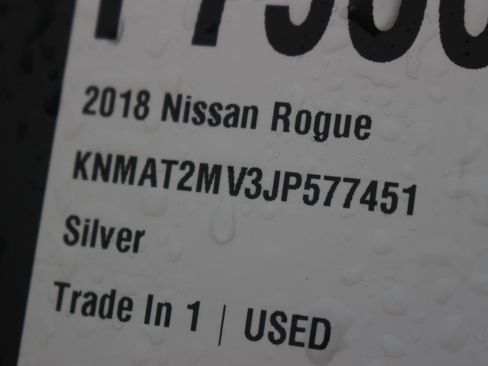 2018 Nissan Rogue
KNMAT2MV3JP577451
Silver
Trade In 1 | USED